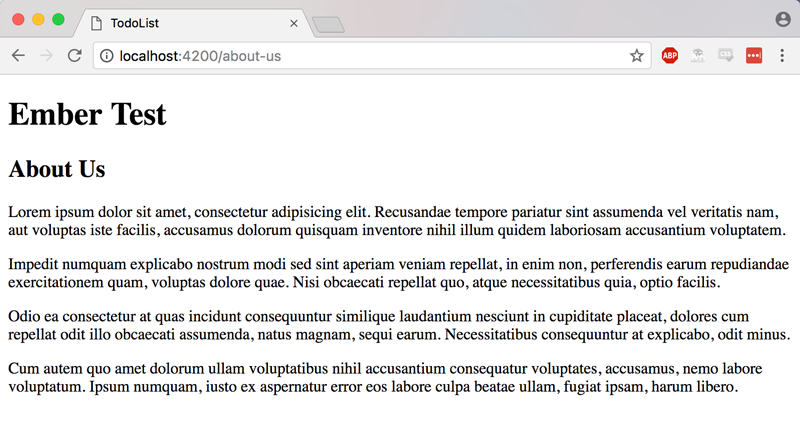 TodoList
localhost:4200/about-us
ABP
Ember Test
About Us
Lorem ipsum dolor sit amet, consectetur adipisicing elit. Recusandae tempore pariatur sint assumenda vel veritatis nam,
aut voluptas iste facilis, accusamus dolorum quisquam inventore nihil illum quidem laboriosam accusantium voluptatem.
Impedit numquam explicabo nostrum modi sed sint aperiam veniam repellat, in enim non, perferendis earum repudiandae
exercitationem quam, voluptas dolore quae. Nisi obcaecati repellat quo, atque necessitatibus quia, optio facilis.
Odio ea consectetur at quas incidunt consequuntur similique laudantium nesciunt in cupiditate placeat, dolores cum
repellat odit illo obcaecati assumenda, natus magnam, sequi earum. Necessitatibus consequuntur at explicabo, odit minus.
Cum autem quo amet dolorum ullam voluptatibus nihil accusantium consequatur voluptates, accusamus, nemo labore
voluptatum. Ipsum numquam, iusto ex aspernatur error eos labore culpa beatae ullam, fugiat ipsam, harum libero.